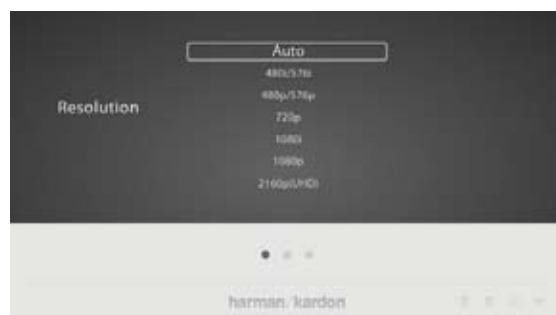 Auto
480i/576i
Resolution
480p/576p
720p
1080i
1080p
2160p(UHD)
harman/kardon